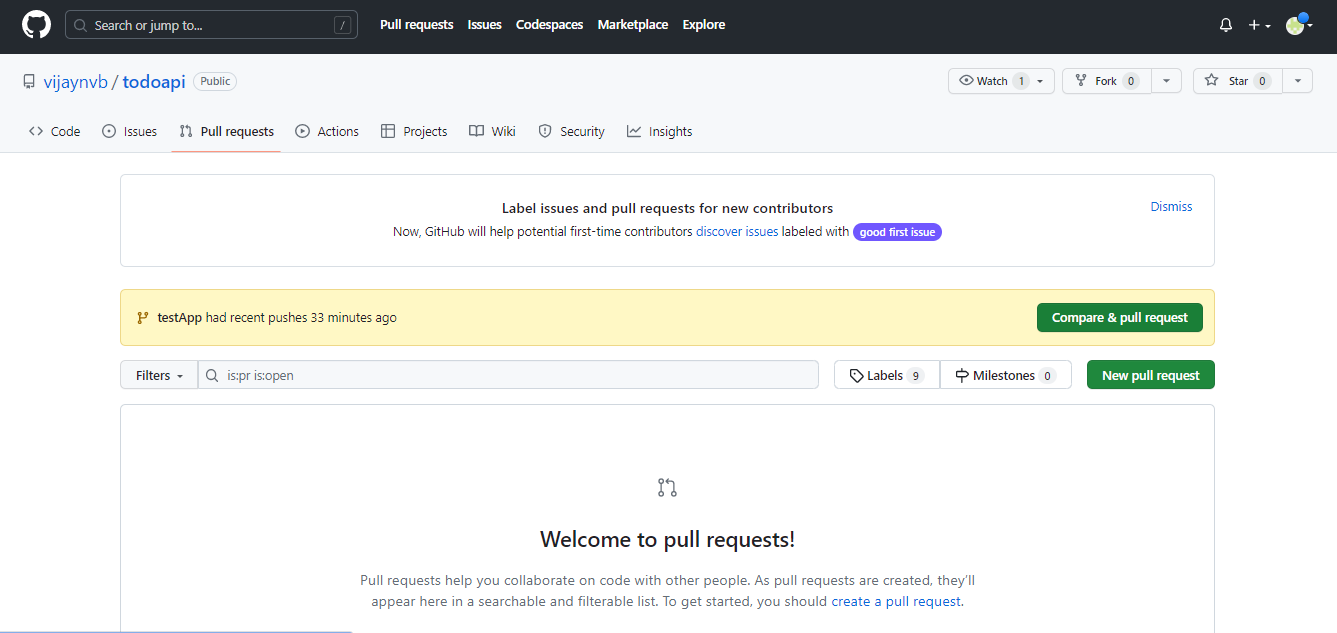 Search or jump to... / Pull requests Issues Codespaces Marketplace Explore
vijaynvb / todoapi Public Watch 1 Fork 0 Star 0
Code Issues Pull requests Actions Projects Wiki Security Insights
Label issues and pull requests for new contributors Dismiss
Now, GitHub will help potential first-time contributors discover issues labeled with good first issue
testApp had recent pushes 33 minutes ago Compare & pull request
Filters is:pr is:open Labels 9 Milestones 0 New pull request
Welcome to pull requests!
Pull requests help you collaborate on code with other people. As pull requests are created, they'll
appear here in a searchable and filterable list. To get started, you should create a pull request.